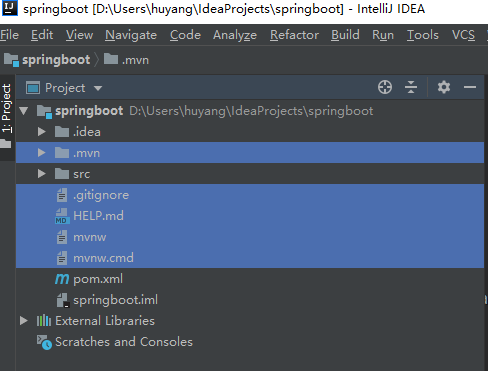 IJ springboot [D:\Users\huyang\IdeaProjects\springboot] - IntelliJ IDEA
File Edit View Navigate Code Analyze Refactor Build Run Tools VCS
springboot .mvn
1: Project
Project
springboot D:\Users\huyang\IdeaProjects\springboot
.idea
.mvn
src
.gitignore
MD HELP.md
mvnw
mvnw.cmd
m pom.xml
springboot.iml
External Libraries
Scratches and Consoles